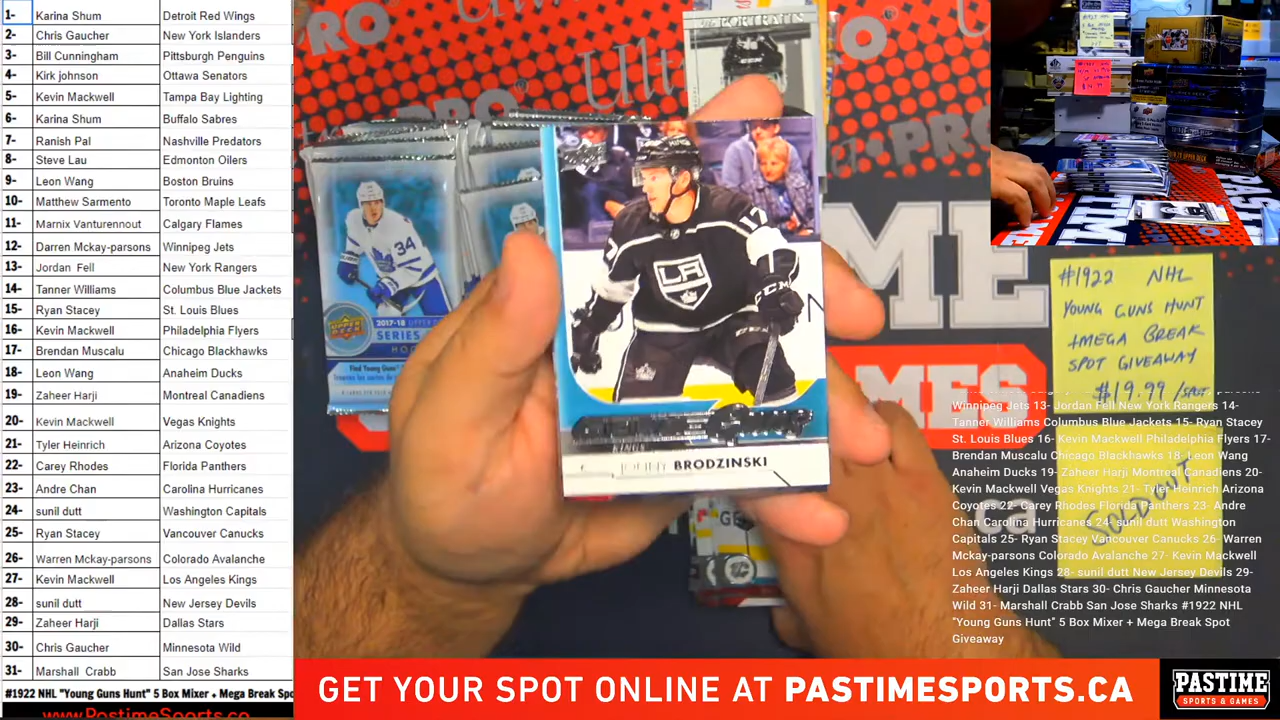 1- Karina Shum Detroit Red Wings
2- Chris Gaucher New York Islanders
3- Bill Cunningham Pittsburgh Penguins
4- Kirk johnson Ottawa Senators
5- Kevin Mackwell Tampa Bay Lighting
6- Karina Shum Buffalo Sabres
7- Ranish Pal Nashville Predators
8- Steve Lau Edmonton Oilers
9- Leon Wang Boston Bruins
10- Matthew Sarmento Toronto Maple Leafs
11- Marnix Vanturennout Calgary Flames
12- Darren Mckay-parsons Winnipeg Jets
13- Jordan Fell New York Rangers
14- Tanner Williams Columbus Blue Jackets
15- Ryan Stacey St. Louis Blues
16- Kevin Mackwell Philadelphia Flyers
17- Brendan Muscalu Chicago Blackhawks
18- Leon Wang Anaheim Ducks
19- Zaheer Harji Montreal Canadiens
20- Kevin Mackwell Vegas Knights
21- Tyler Heinrich Arizona Coyotes
22- Carey Rhodes Florida Panthers
23- Andre Chan Carolina Hurricanes
24- sunil dutt Washington Capitals
25- Ryan Stacey Vancouver Canucks
26- Warren Mckay-parsons Colorado Avalanche
27- Kevin Mackwell Los Angeles Kings
28- sunil dutt New Jersey Devils
29- Zaheer Harji Dallas Stars
30- Chris Gaucher Minnesota Wild
31- Marshall Crabb San Jose Sharks
#1922 NHL "Young Guns Hunt" 5 Box Mixer + Mega Break Spo
www.PastimeSports.ca
PORTRAITS
34
UPPER DECK
2017-18
SERIES
17
LA
CCM
KINGS
JONNY BRODZINSKI
#1922 NHL
YOUNG GUNS HUNT
+MEGA BREAK
SPOT GIVEAWAY
$19.99 /SPOT
SOLD OUT
Winnipeg Jets 13- Jordan Fell New York Rangers 14-
Tanner Williams Columbus Blue Jackets 15- Ryan Stacey
St. Louis Blues 16- Kevin Mackwell Philadelphia Flyers 17-
Brendan Muscalu Chicago Blackhawks 18- Leon Wang
Anaheim Ducks 19- Zaheer Harji Montreal Canadiens 20-
Kevin Mackwell Vegas Knights 21- Tyler Heinrich Arizona
Coyotes 22- Carey Rhodes Florida Panthers 23- Andre
Chan Carolina Hurricanes 24- sunil dutt Washington
Capitals 25- Ryan Stacey Vancouver Canucks 26- Warren
Mckay-parsons Colorado Avalanche 27- Kevin Mackwell
Los Angeles Kings 28- sunil dutt New Jersey Devils 29-
Zaheer Harji Dallas Stars 30- Chris Gaucher Minnesota
Wild 31- Marshall Crabb San Jose Sharks #1922 NHL
"Young Guns Hunt" 5 Box Mixer + Mega Break Spot
Giveaway
GET YOUR SPOT ONLINE AT PASTIMESPORTS.CA
PASTIME
SPORTS & GAMES